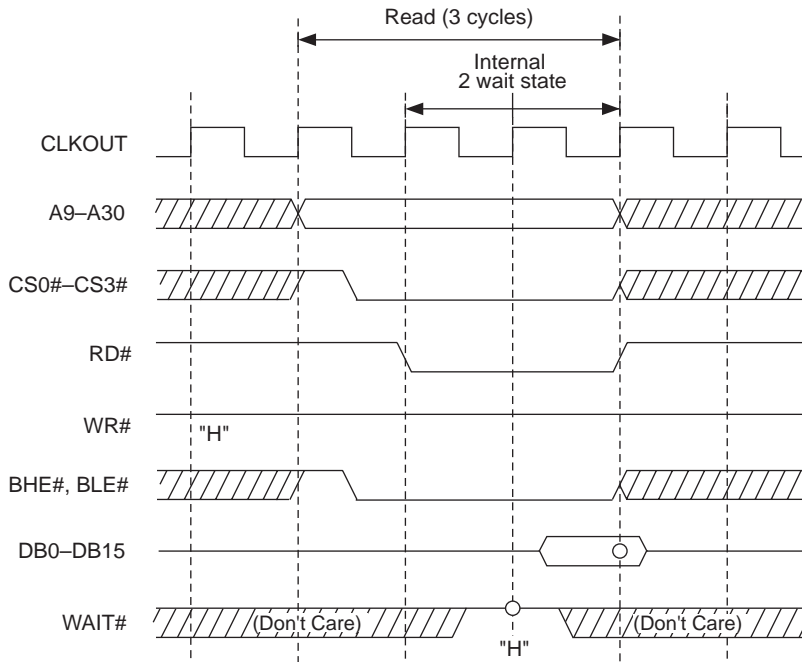 Read (3 cycles)
Internal
2 wait state
CLKOUT
A9–A30
CS0#–CS3#
RD#
WR#
"H"
BHE#, BLE#
DB0–DB15
WAIT#
(Don't Care)
"H"
(Don't Care)